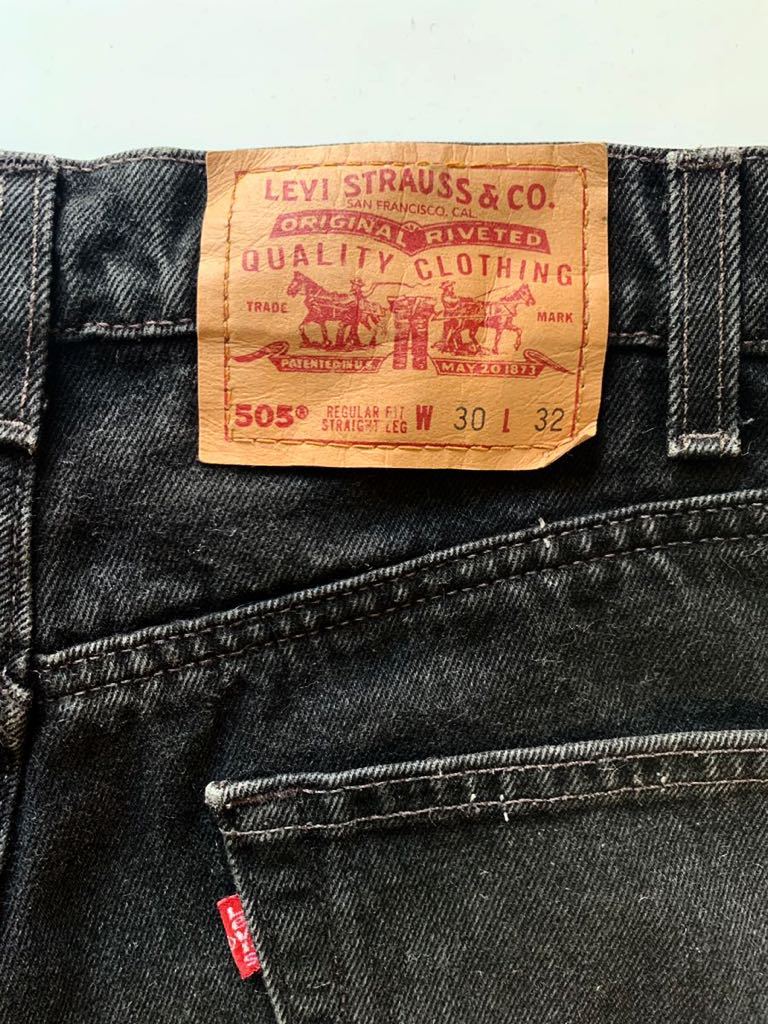 LEVI STRAUSS & CO.
SAN FRANCISCO, CAL.
ORIGINAL RIVETED
QUALITY CLOTHING
TRADE MARK
PATENTED IN U.S. MAY 20 1873
505® REGULAR FIT W 30 L 32
STRAIGHT LEG
LEVI'S